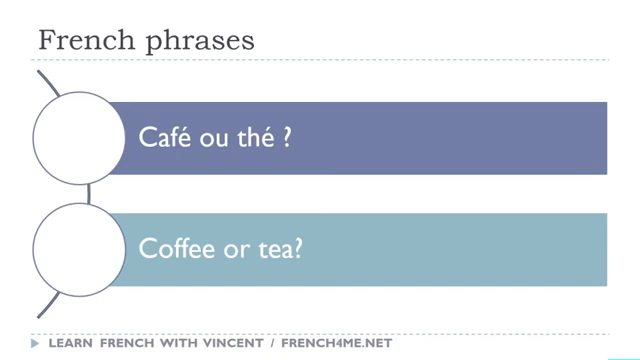 French phrases
Café ou thé ?
Coffee or tea?
LEARN FRENCH WITH VINCENT / FRENCH4ME.NET